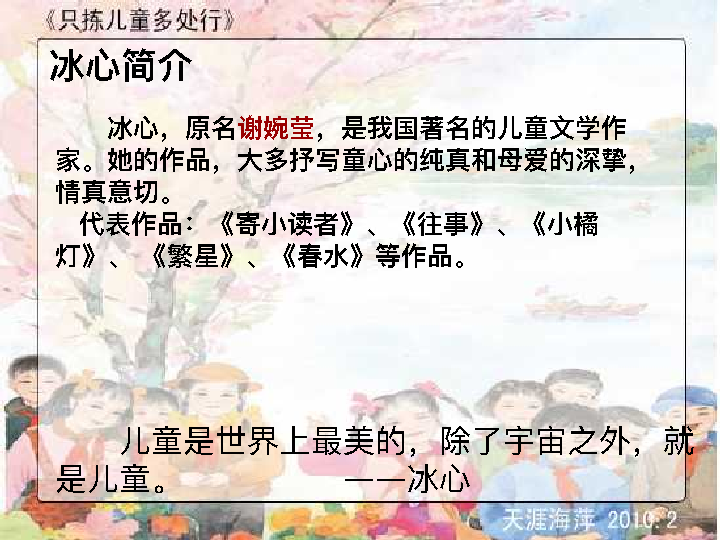 《只拣儿童多处行》
冰心简介
冰心，原名谢婉莹，是我国著名的儿童文学作
家。她的作品，大多抒写童心的纯真和母爱的深挚，
情真意切。
代表作品：《寄小读者》、《往事》、《小橘
灯》、 《繁星》、《春水》等作品。
儿童是世界上最美的，除了宇宙之外，就
是儿童。 ——冰心
天涯海萍 2010.2